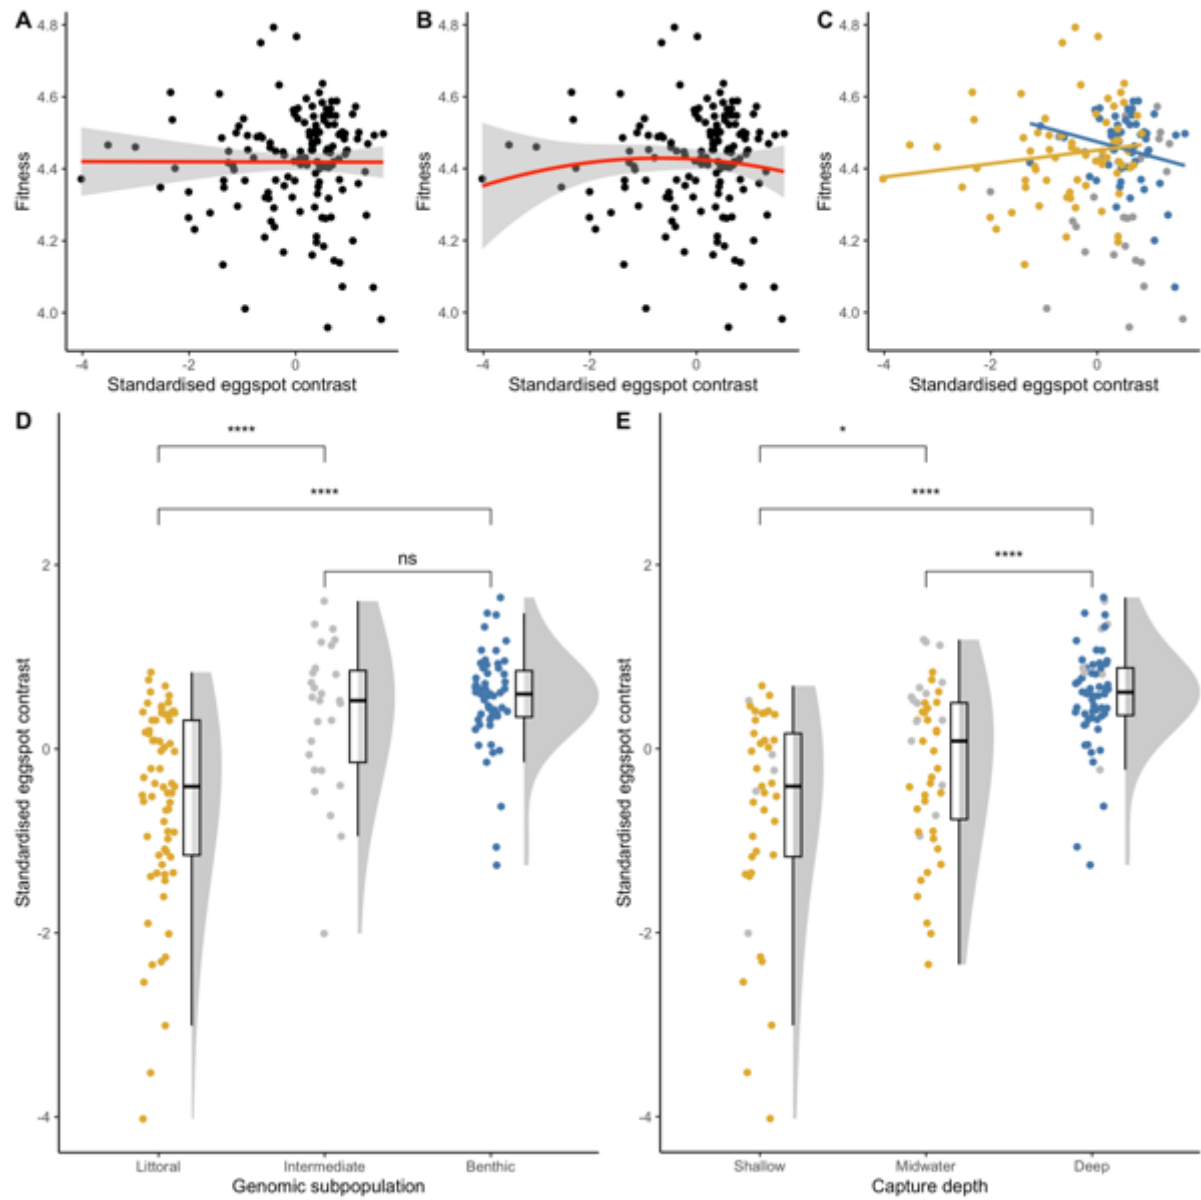 A
B
C
4.8
4.6
4.4
4.2
4.0
Fitness
-4
-2
0
Standardised eggspot contrast
4.8
4.6
4.4
4.2
4.0
Fitness
-4
-2
0
Standardised eggspot contrast
4.8
4.6
4.4
4.2
4.0
Fitness
-4
-2
0
Standardised eggspot contrast
D
****
****
ns
2
0
-2
-4
Standardised eggspot contrast
Littoral
Intermediate
Benthic
Genomic subpopulation
E
*
****
****
2
0
-2
-4
Standardised eggspot contrast
Shallow
Midwater
Deep
Capture depth